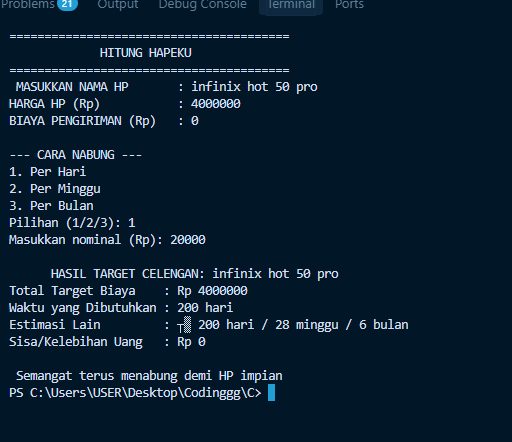 Problems 21 Output Debug Console Terminal Ports
========================================
HITUNG HAPEKU
========================================
MASUKKAN NAMA HP : infinix hot 50 pro
HARGA HP (Rp) : 4000000
BIAYA PENGIRIMAN (Rp) : 0
--- CARA NABUNG ---
1. Per Hari
2. Per Minggu
3. Per Bulan
Pilihan (1/2/3): 1
Masukkan nominal (Rp): 20000
HASIL TARGET CELENGAN: infinix hot 50 pro
Total Target Biaya : Rp 4000000
Waktu yang Dibutuhkan : 200 hari
Estimasi Lain : ┬▒ 200 hari / 28 minggu / 6 bulan
Sisa/Kelebihan Uang : Rp 0
Semangat terus menabung demi HP impian
PS C:\Users\USER\Desktop\Codinggg\C>